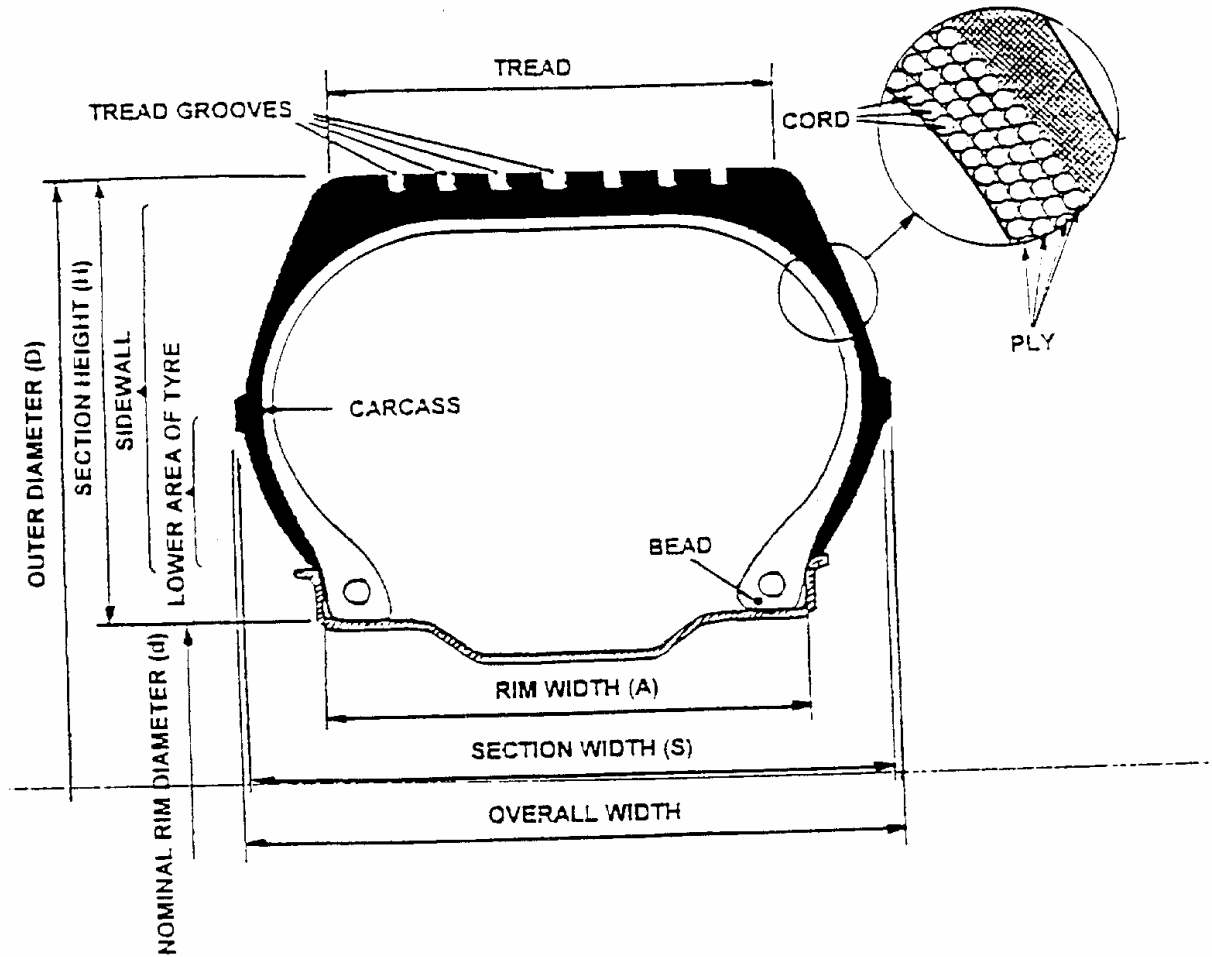 TREAD
TREAD GROOVES
CORD
PLY
OUTER DIAMETER (D)
SECTION HEIGHT (H)
SIDEWALL
LOWER AREA OF TYRE
CARCASS
BEAD
NOMINAL RIM DIAMETER (d)
RIM WIDTH (A)
SECTION WIDTH (S)
OVERALL WIDTH